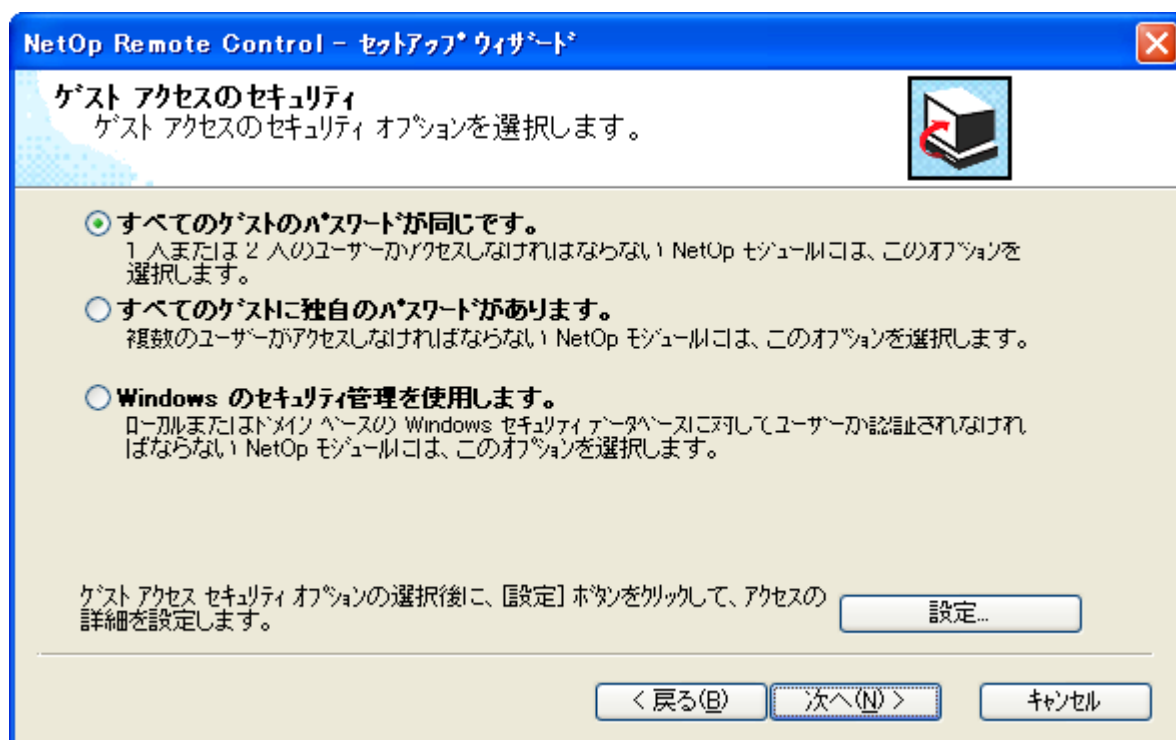 NetOp Remote Control - セットアップ ウィザード
ゲスト アクセスのセキュリティ
ゲスト アクセスのセキュリティ オプションを選択します。
すべてのゲストのパスワードが同じです。
1 人または 2 人のユーザーがアクセスしなければならない NetOp モジュールには、このオプションを
選択します。
すべてのゲストに独自のパスワードがあります。
複数のユーザーがアクセスしなければならない NetOp モジュールには、このオプションを選択します。
Windows のセキュリティ管理を使用します。
ローカルまたはドメイン ベースの Windows セキュリティ データベースに対してユーザーが認証されなけれ
ばならない NetOp モジュールには、このオプションを選択します。
ゲスト アクセス セキュリティ オプションの選択後に、[設定] ボタンをクリックして、アクセスの
詳細を設定します。
設定...
< 戻る(B)
次へ(N) >
キャンセル